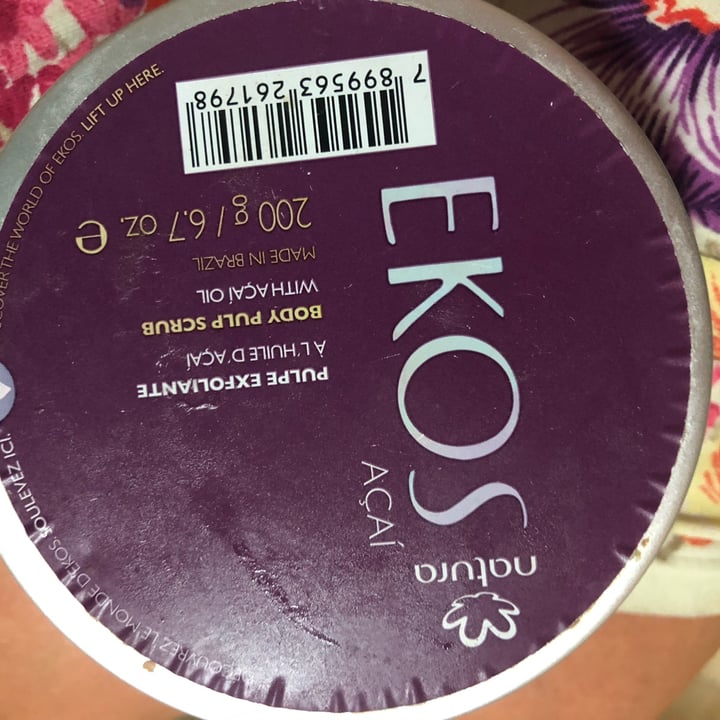 natura
EKOS
AÇAÍ
PULPE EXFOLIANTE
À L'HUILE D'AÇAÍ
BODY PULP SCRUB
WITH AÇAÍ OIL
MADE IN BRAZIL
200 g / 6.7 oz. e
7 899563 261798
DÉCOUVREZ LE MONDE D'EKOS. SOULEVEZ ICI.
COVER THE WORLD OF EKOS. LIFT UP HERE.